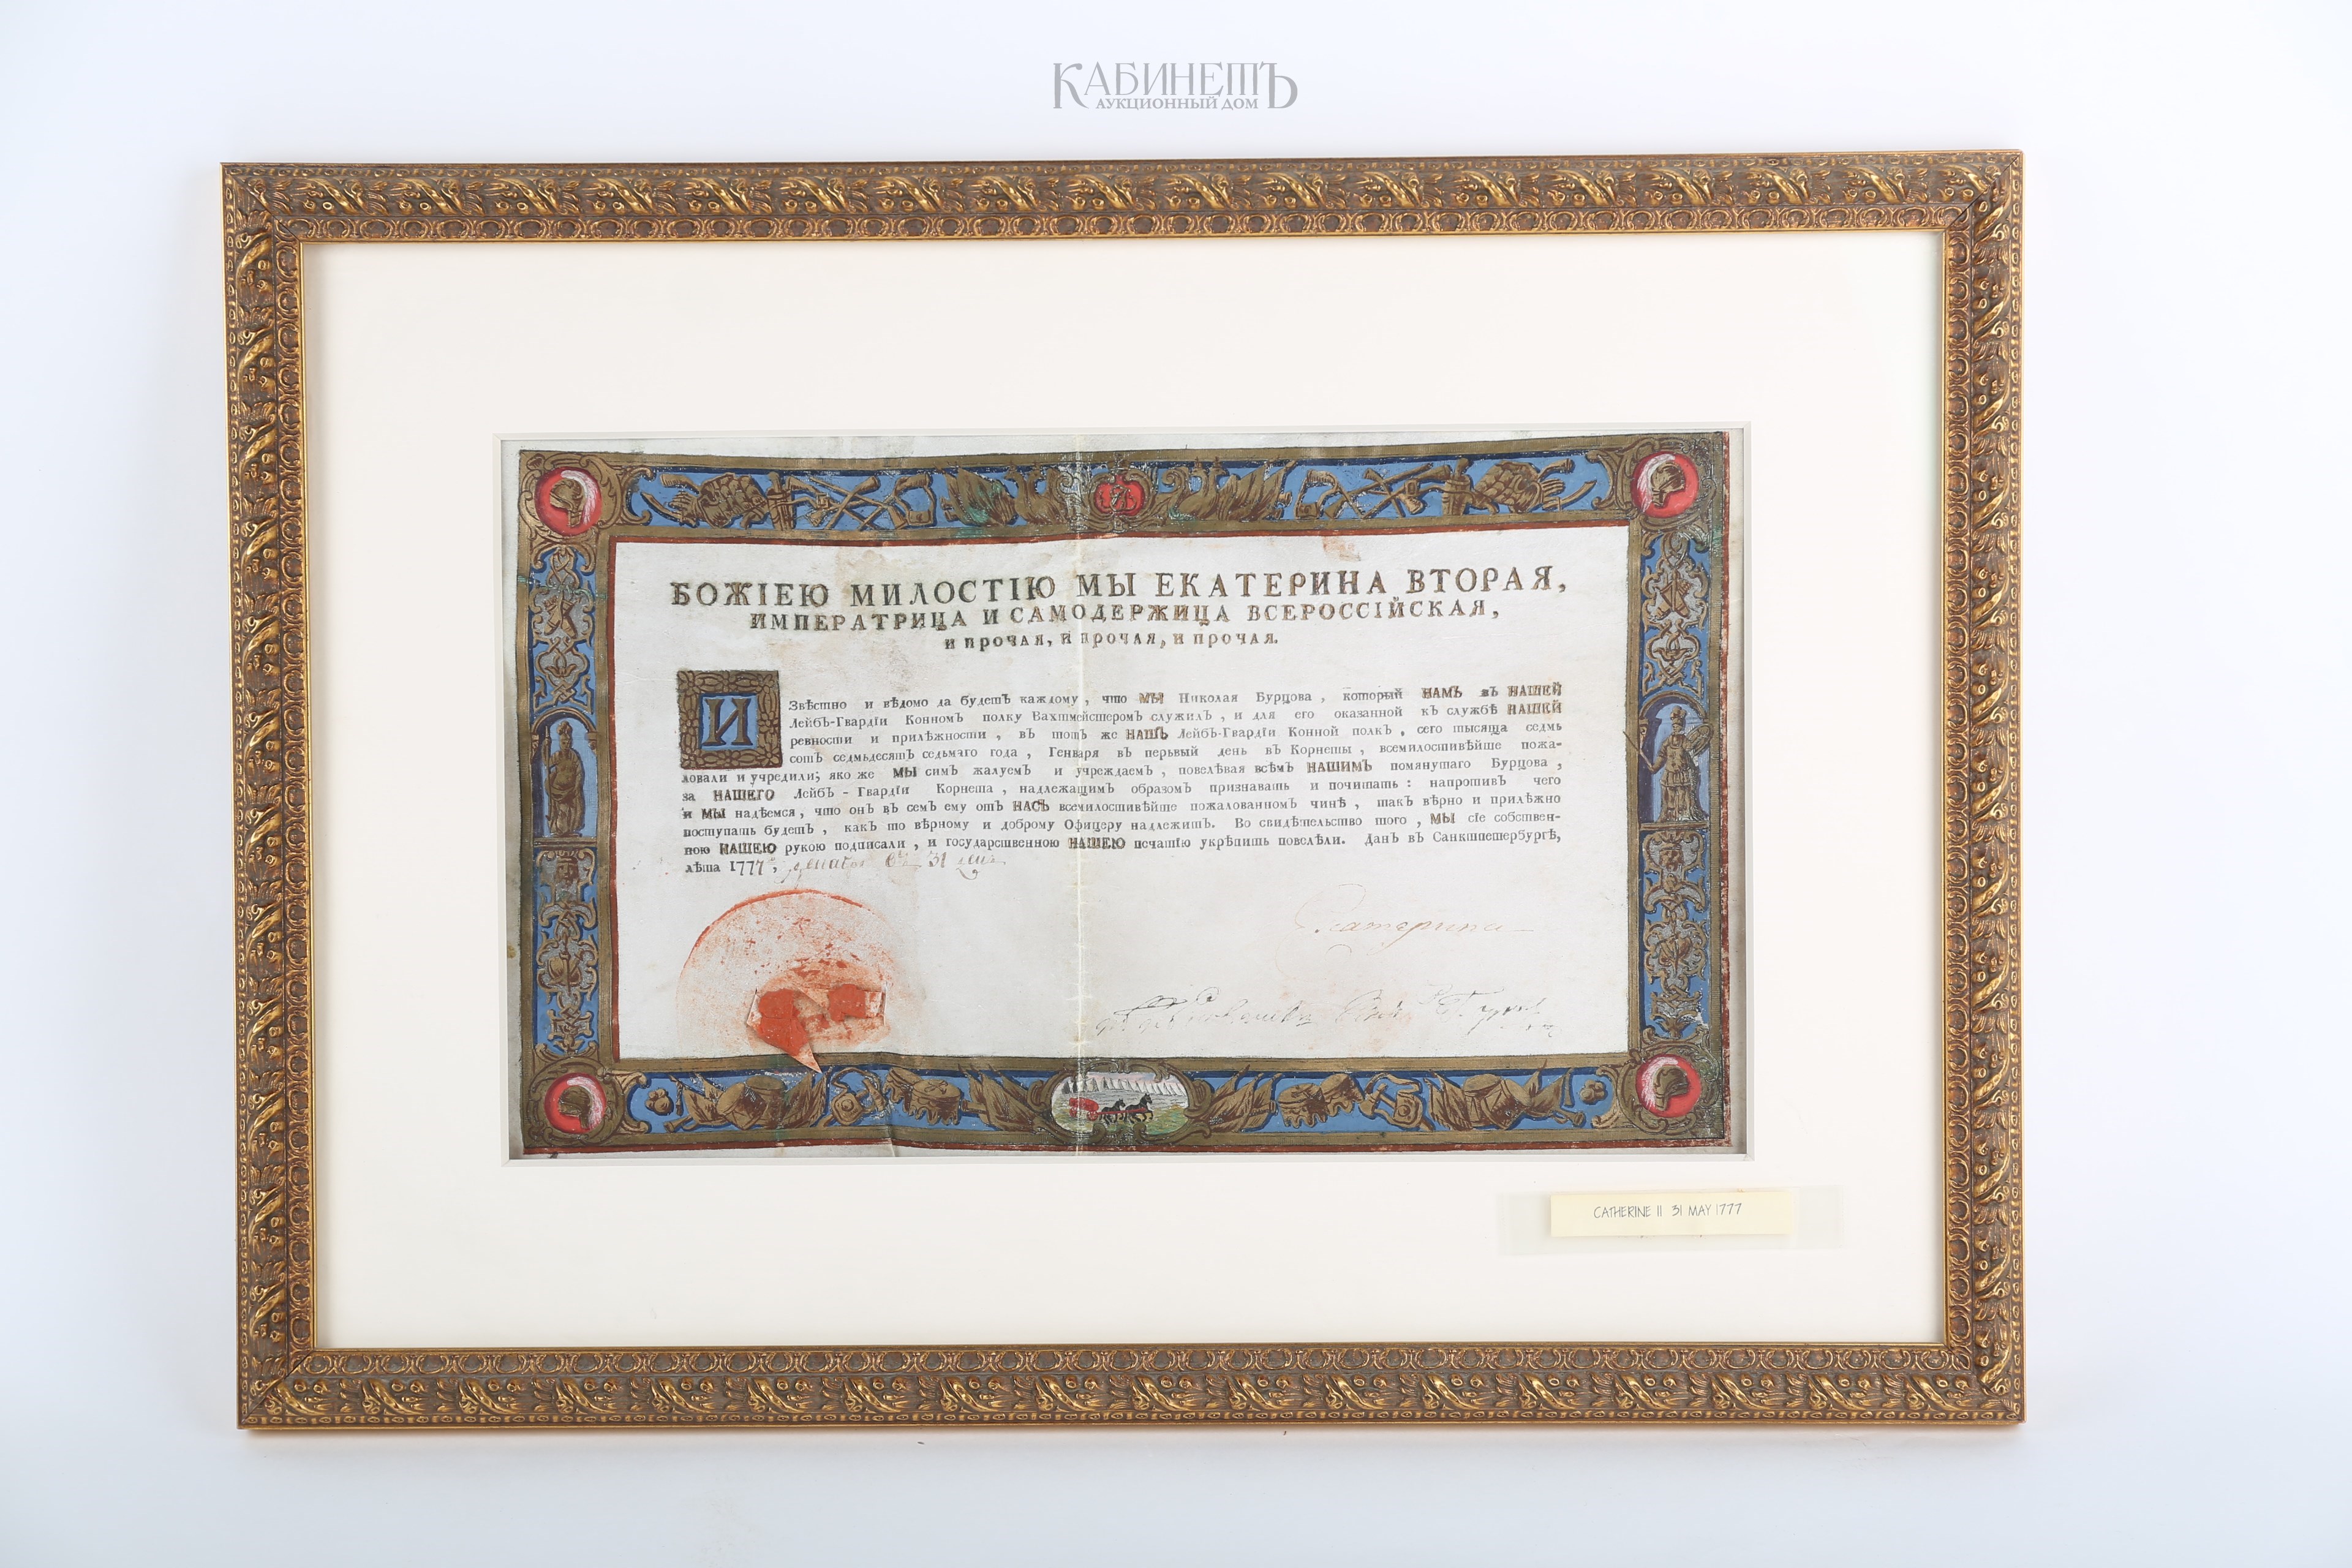 КАБИНЕТЪ
АУКЦИОННЫЙ ДОМ
БОЖІЕЮ МИЛОСТІЮ МЫ ЕКАТЕРИНА ВТОРАЯ,
ИМПЕРАТРИЦА И САМОДЕРЖИЦА ВСЕРОССІЙСКАЯ,
и прочая, и прочая, и прочая.
ИЗвѣстно и вѣдомо да будетъ каждому, что МЫ Николая Бурцова, который НАМЪ въ НАШЕЙ
Лейбъ-Гвардіи Конномъ полку Вахтмейстеромъ служилъ, и для его оказанной къ службѣ НАШЕЙ
ревности и прилѣжности, въ тотъ же НАШЪ Лейбъ-Гвардіи Конной полкъ, сего тысяща седмь
сотъ седмьдесятъ седьмаго года, Генваря въ первый день въ Корнеты, всемилостивѣйше пожа-
ловали и учредили; яко же МЫ симъ жалуемъ и учреждаемъ, повелѣвая всѣмъ НАШИМЪ помянутаго Бурцова,
за НАШЕГО Лейбъ-Гвардіи Корнета, надлежащимъ образомъ признавать и почитать: напротивъ чего
и МЫ надѣемся, что онъ въ семъ ему отъ НАСЪ всемилостивѣйше пожалованномъ чинѣ, такъ вѣрно и прилѣжно
поступать будетъ, какъ то вѣрному и доброму Офицеру надлежитъ. Во свидѣтельство того, МЫ сіе собствен-
ною НАШЕЮ рукою подписали, и государственною НАШЕЮ печатію укрѣпить повелѣли. Данъ въ Санктпетербургѣ,
лѣта 1777, 31
Екатерина
CATHERINE II 31 MAY 1777